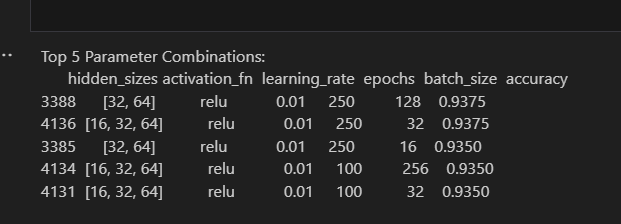 Top 5 Parameter Combinations:
hidden_sizes activation_fn learning_rate epochs batch_size accuracy
3388 [32, 64] relu 0.01 250 128 0.9375
4136 [16, 32, 64] relu 0.01 250 32 0.9375
3385 [32, 64] relu 0.01 250 16 0.9350
4134 [16, 32, 64] relu 0.01 100 256 0.9350
4131 [16, 32, 64] relu 0.01 100 32 0.9350